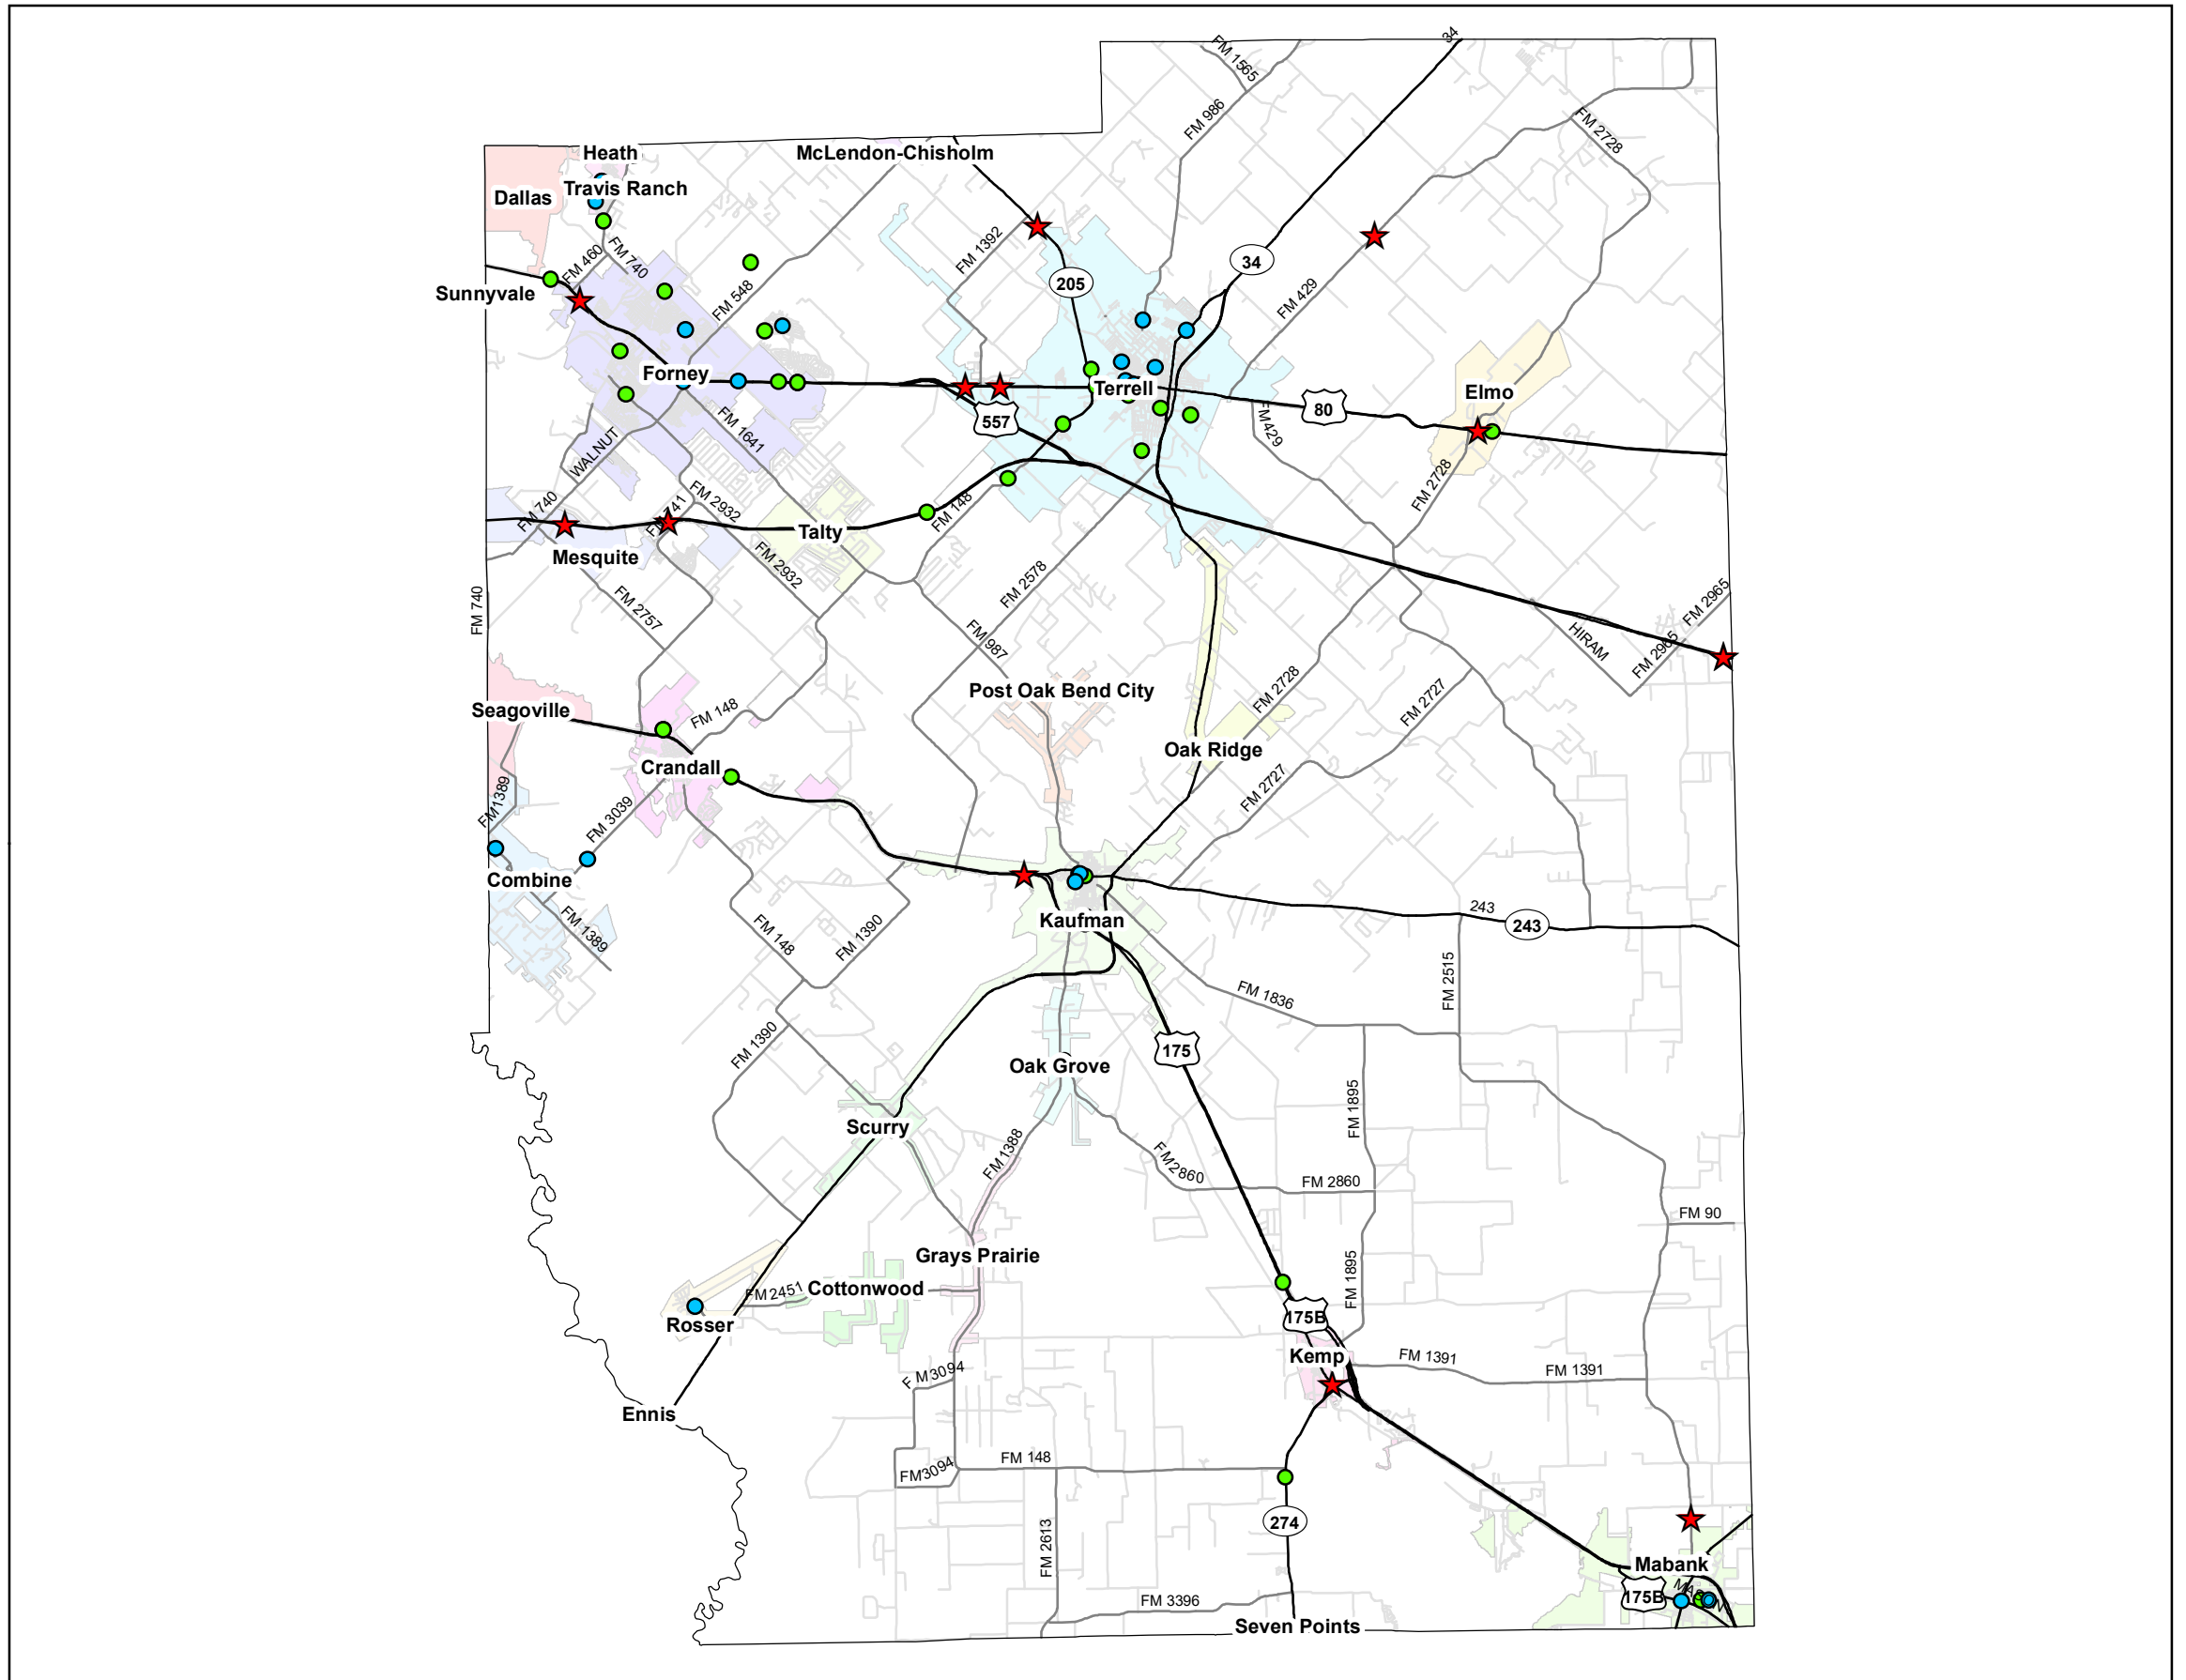 34
FM 1565
FM 986
FM 2728
Heath
McLendon-Chisholm
Travis Ranch
Dallas
FM 460
FM 740
FM 1392
34
205
Sunnyvale
FM 548
FM 429
Forney
Terrell
Elmo
80
557
FM 1641
FM429
WALNUT
FM 2728
FM 740
FM 741
FM 2932
FM 148
Talty
Mesquite
FM 2932
FM 2578
FM 740
FM 2757
FM 987
HIRAM
FM 2965
FM 2965
Post Oak Bend City
FM 2728
FM 2727
Seagoville
FM 148
Oak Ridge
Crandall
FM 2727
FM1389
FM 3039
Combine
243
243
Kaufman
FM 1389
FM 148
FM 1390
FM 2515
FM 1836
FM 1390
175
Oak Grove
FM 1895
Scurry
FM 1388
FM2860
FM 2860
FM 90
Grays Prairie
FM 2451
Cottonwood
FM 1895
Rosser
175B
Kemp
FM 1391
FM 1391
F M3094
Ennis
FM 148
FM3094
274
FM 2613
Mabank
175B
FM 3396
Seven Points